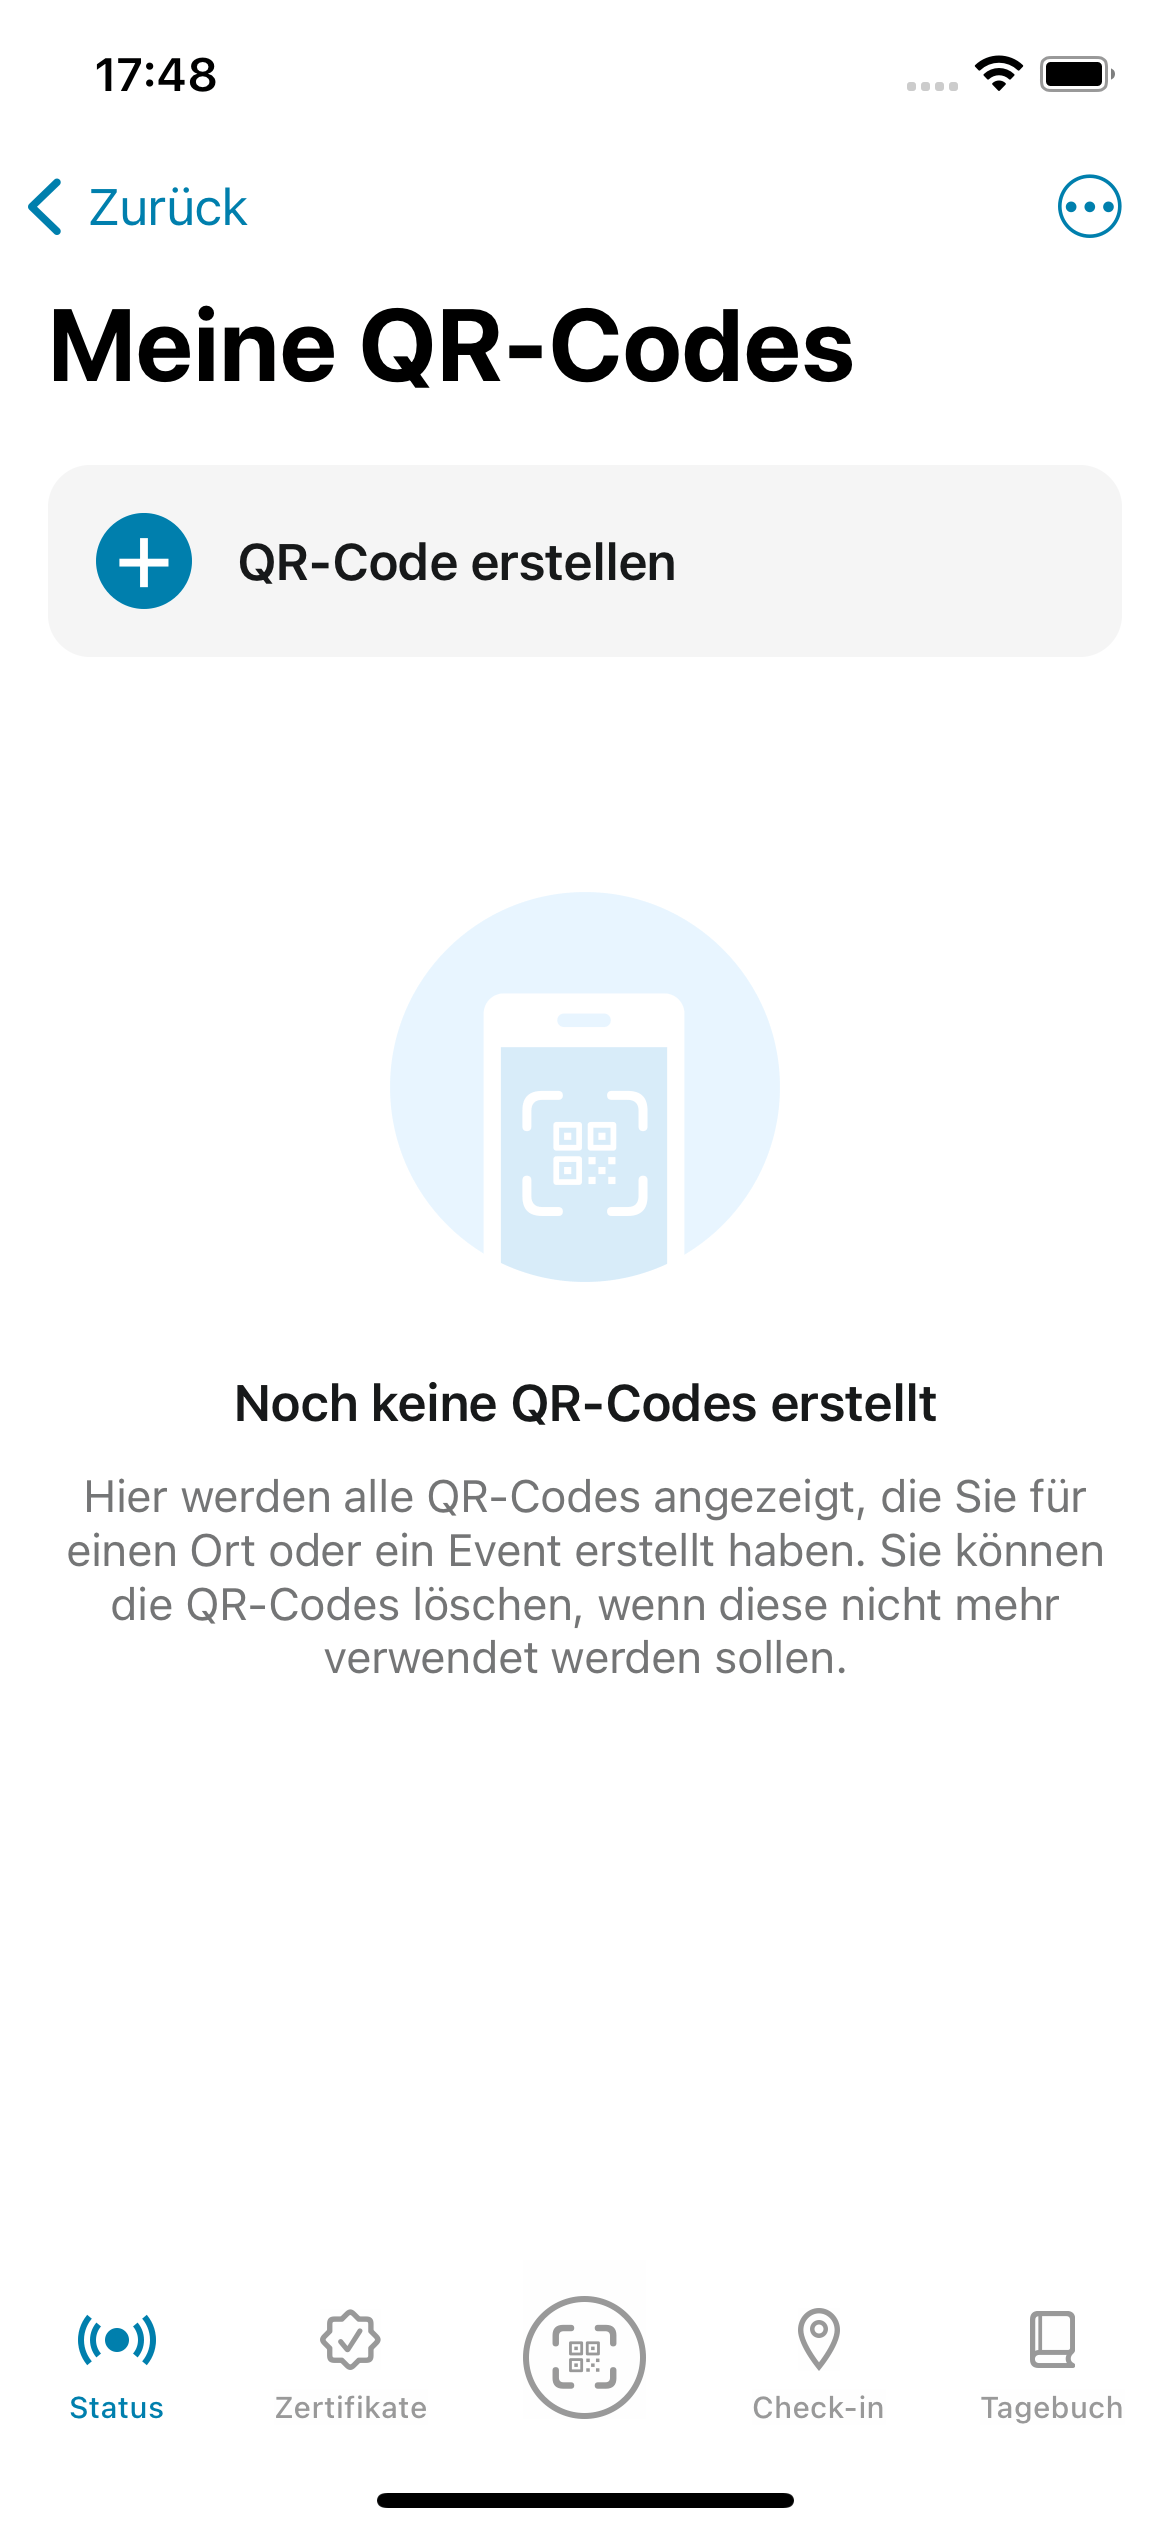 17:48
Zurück
Meine QR-Codes
QR-Code erstellen
Noch keine QR-Codes erstellt
Hier werden alle QR-Codes angezeigt, die Sie für
einen Ort oder ein Event erstellt haben. Sie können
die QR-Codes löschen, wenn diese nicht mehr
verwendet werden sollen.
Status
Zertifikate
Check-in
Tagebuch